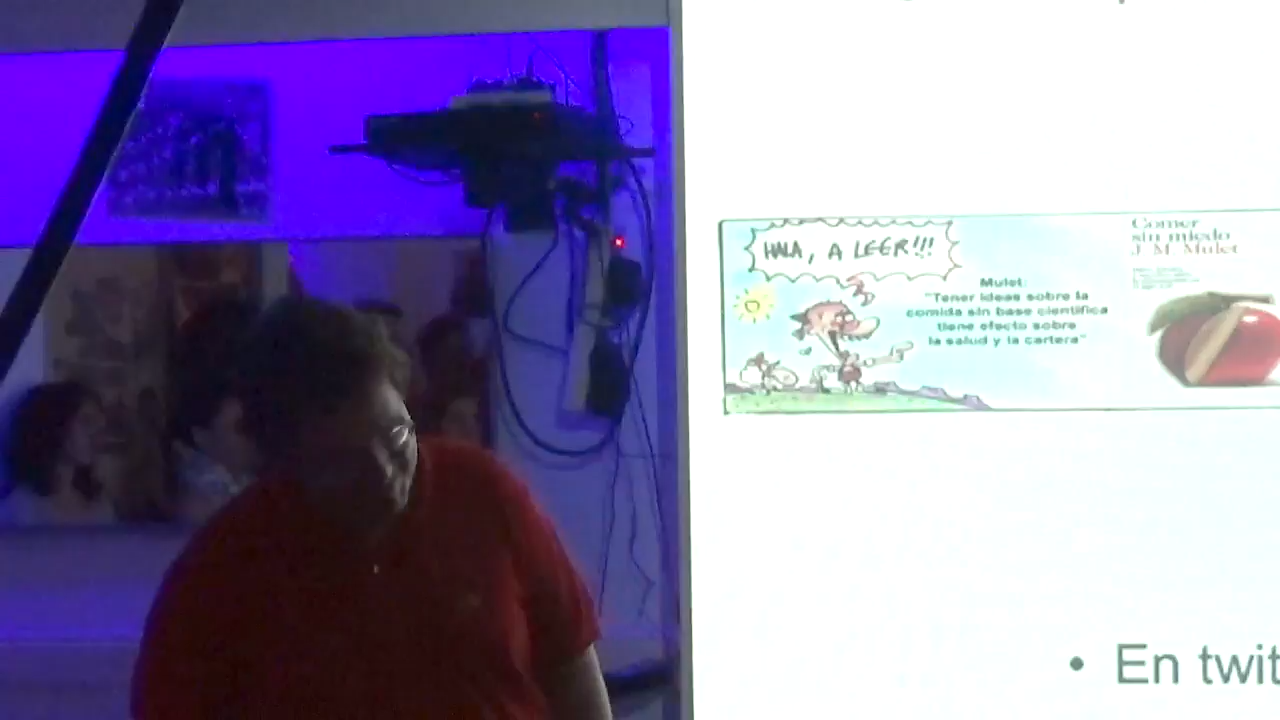 HALA, A LEER!!!
Comer
sin miedo
J. M. Mulet
Mulet:
"Tener ideas sobre la
comida sin base científica
tiene efecto sobre
la salud y la cartera"
• En twit